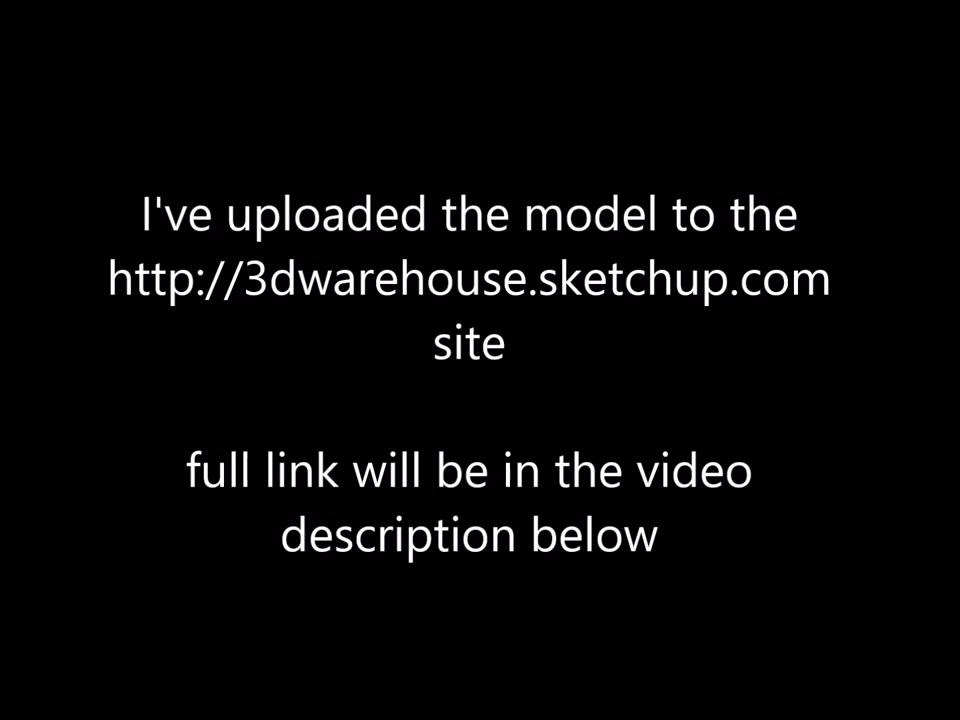 I've uploaded the model to the
http://3dwarehouse.sketchup.com
site
full link will be in the video
description below